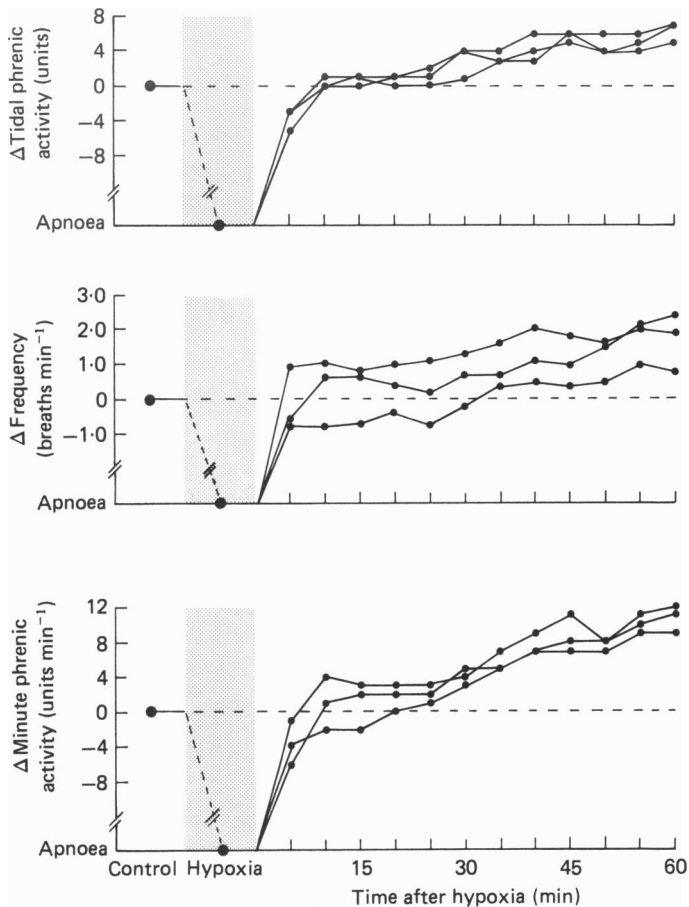 ΔTidal phrenic
activity (units)
8
4
0
−4
−8
Apnoea
ΔFrequency
(breaths min⁻¹)
3·0
2·0
1·0
0
−1·0
Apnoea
ΔMinute phrenic
activity (units min⁻¹)
12
8
4
0
−4
−8
Apnoea
Control Hypoxia 15 30 45 60
Time after hypoxia (min)